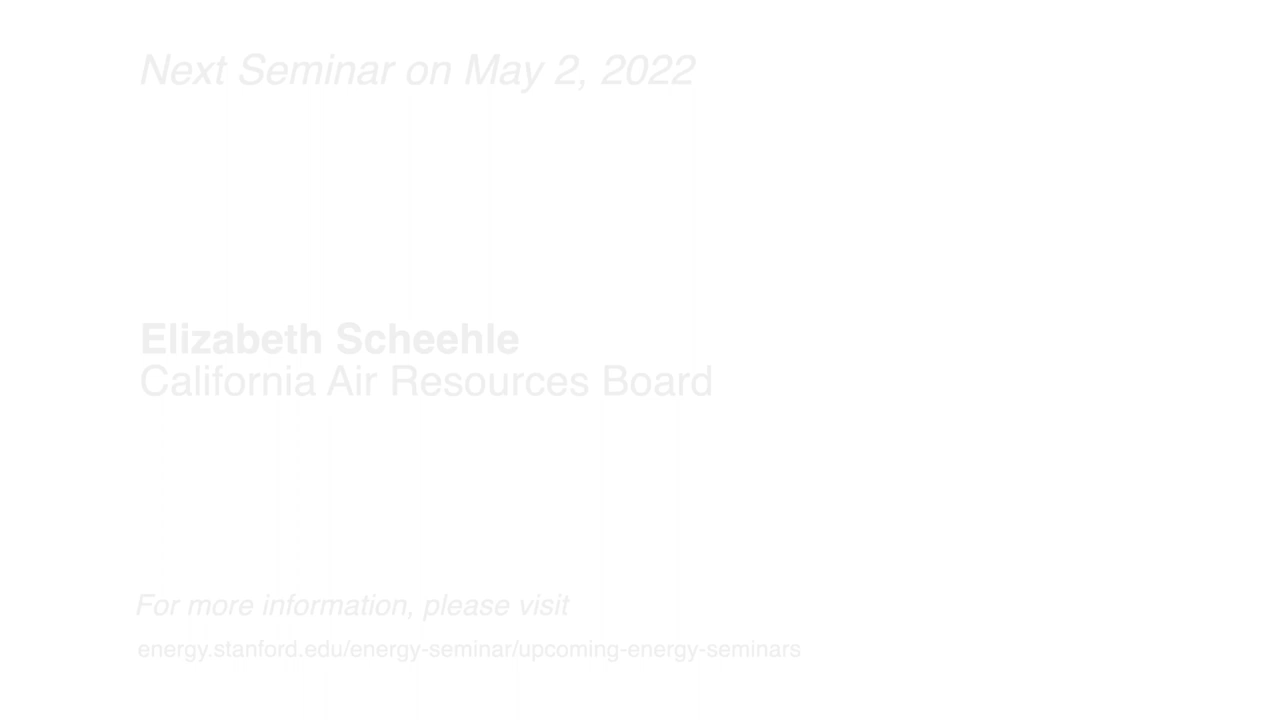 Next Seminar on May 2, 2022
Elizabeth Scheehle
California Air Resources Board
For more information, please visit
energy.stanford.edu/energy-seminar/upcoming-energy-seminars